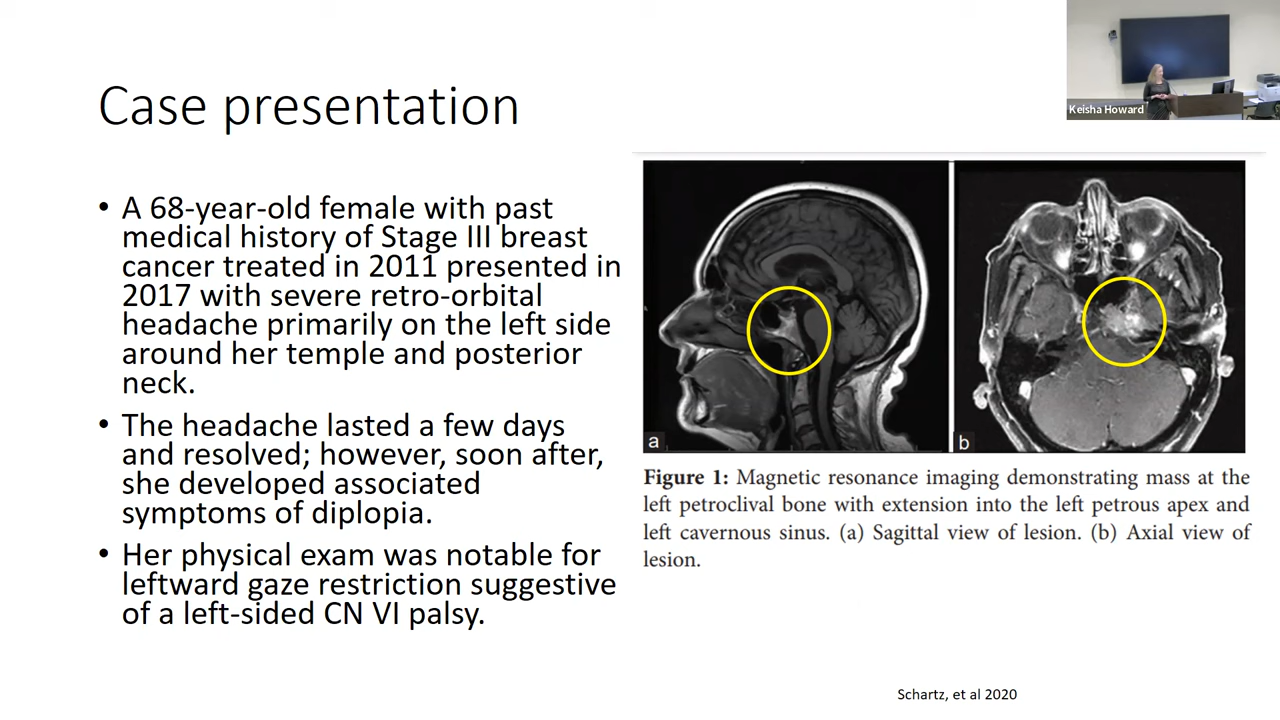 Case presentation
Keisha Howard
• A 68-year-old female with past
medical history of Stage III breast
cancer treated in 2011 presented in
2017 with severe retro-orbital
headache primarily on the left side
around her temple and posterior
neck.
• The headache lasted a few days
and resolved; however, soon after,
she developed associated
symptoms of diplopia.
• Her physical exam was notable for
leftward gaze restriction suggestive
of a left-sided CN VI palsy.
a
b
Figure 1: Magnetic resonance imaging demonstrating mass at the
left petroclival bone with extension into the left petrous apex and
left cavernous sinus. (a) Sagittal view of lesion. (b) Axial view of
lesion.
Schartz, et al 2020